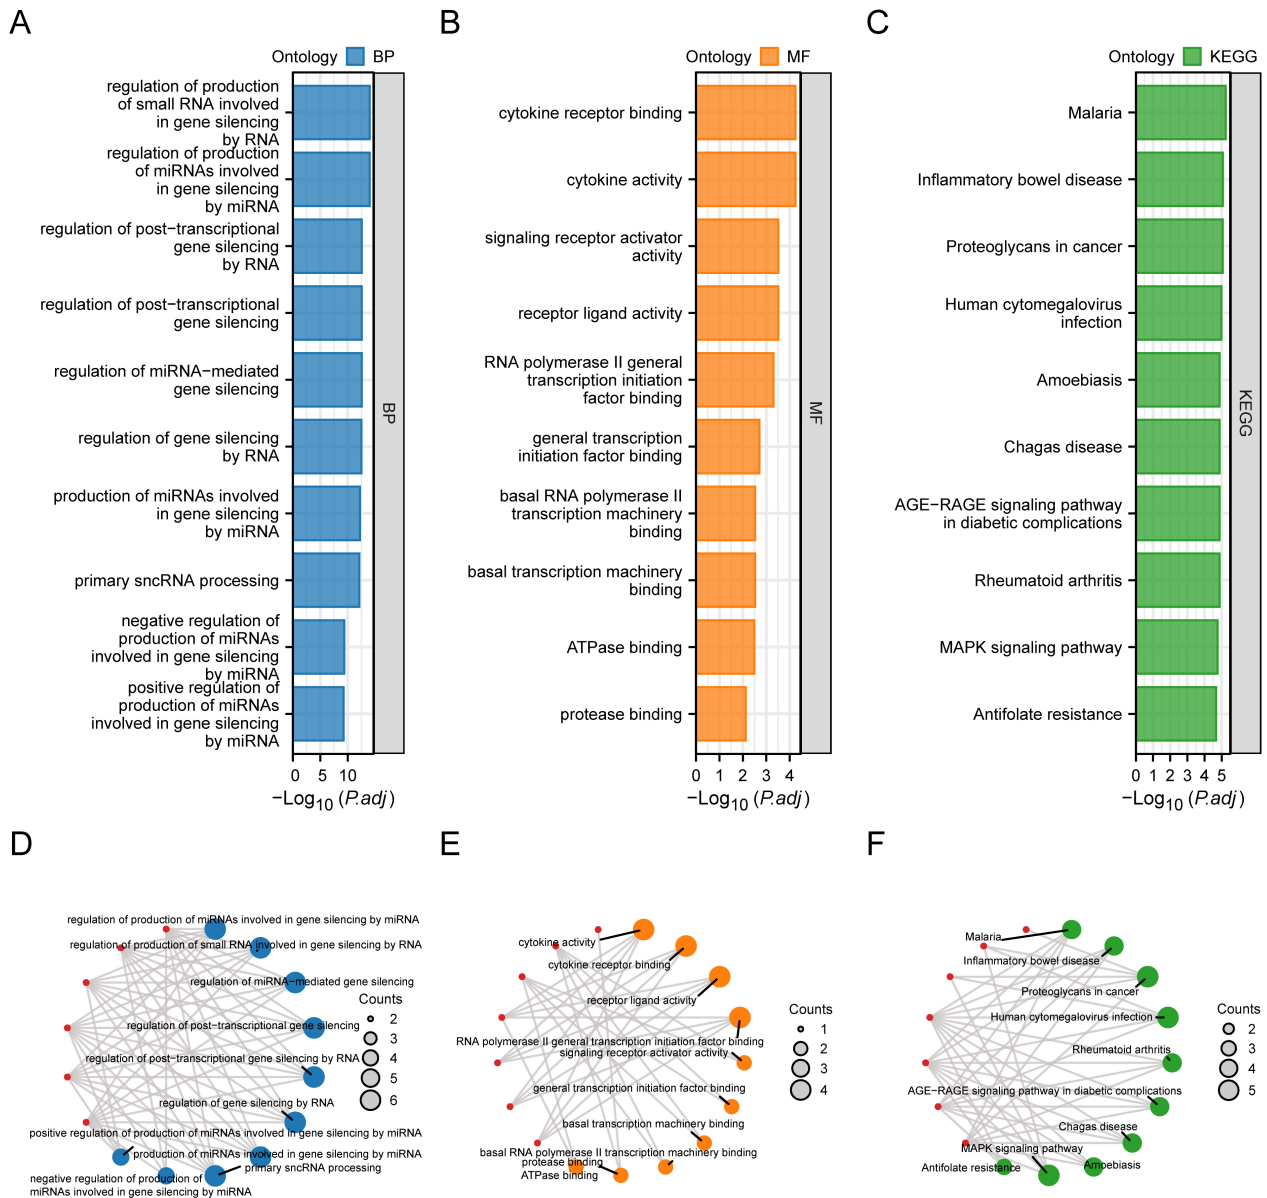 A
B
C
Ontology BP
Ontology MF
Ontology KEGG
regulation of production
of small RNA involved
in gene silencing
by RNA
regulation of production
of miRNAs involved
in gene silencing
by miRNA
regulation of post−transcriptional
gene silencing
by RNA
regulation of post−transcriptional
gene silencing
regulation of miRNA−mediated
gene silencing
regulation of gene silencing
by RNA
production of miRNAs involved
in gene silencing
by miRNA
primary sncRNA processing
negative regulation of
production of miRNAs
involved in gene silencing
by miRNA
positive regulation of
production of miRNAs
involved in gene silencing
by miRNA
BP
0 5 10
−Log10 (P.adj)
cytokine receptor binding
cytokine activity
signaling receptor activator
activity
receptor ligand activity
RNA polymerase II general
transcription initiation
factor binding
general transcription
initiation factor binding
basal RNA polymerase II
transcription machinery
binding
basal transcription machinery
binding
ATPase binding
protease binding
MF
0 1 2 3 4
−Log10 (P.adj)
Malaria
Inflammatory bowel disease
Proteoglycans in cancer
Human cytomegalovirus
infection
Amoebiasis
Chagas disease
AGE−RAGE signaling pathway
in diabetic complications
Rheumatoid arthritis
MAPK signaling pathway
Antifolate resistance
KEGG
0 1 2 3 4 5
−Log10 (P.adj)
D
regulation of production of miRNAs involved in gene silencing by miRNA
regulation of production of small RNA involved in gene silencing by RNA
regulation of miRNA−mediated gene silencing
regulation of post−transcriptional gene silencing
regulation of post−transcriptional gene silencing by RNA
regulation of gene silencing by RNA
positive regulation of production of miRNAs involved in gene silencing by miRNA
production of miRNAs involved in gene silencing by miRNA
primary sncRNA processing
negative regulation of production of
miRNAs involved in gene silencing by miRNA
Counts
2
3
4
5
6
E
cytokine activity
cytokine receptor binding
receptor ligand activity
RNA polymerase II general transcription initiation factor binding
signaling receptor activator activity
general transcription initiation factor binding
basal transcription machinery binding
basal RNA polymerase II transcription machinery binding
protease binding
ATPase binding
Counts
1
2
3
4
F
Malaria
Inflammatory bowel disease
Proteoglycans in cancer
Human cytomegalovirus infection
Rheumatoid arthritis
AGE−RAGE signaling pathway in diabetic complications
Chagas disease
MAPK signaling pathway
Antifolate resistance
Amoebiasis
Counts
2
3
4
5